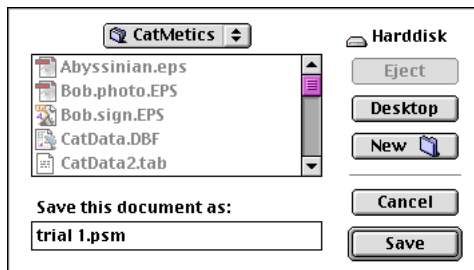 CatMetics
Harddisk
Abyssinian.eps
Bob.photo.EPS
Bob.sign.EPS
CatData.DBF
CatData2.tab
Eject
Desktop
New
Save this document as:
trial 1.psm
Cancel
Save